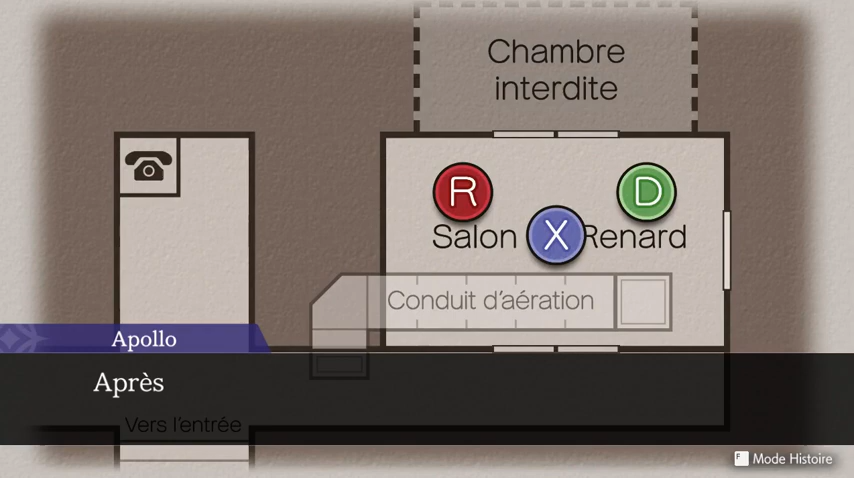 Chambre
interdite
R
D
Salon
X
Renard
Conduit d'aération
Apollo
Après
Vers l'entrée
F
Mode Histoire